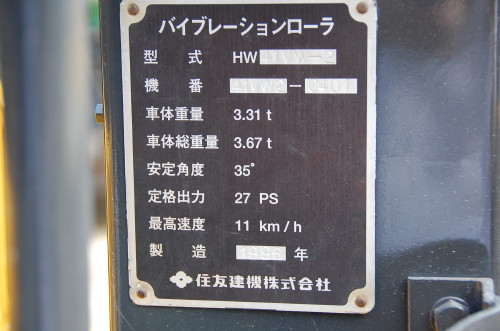 バイブレーションローラ
型式 HW
機番
車体重量 3.31 t
車体総重量 3.67 t
安定角度 35°
定格出力 27 PS
最高速度 11 km/h
製造 1986 年
住友建機株式会社